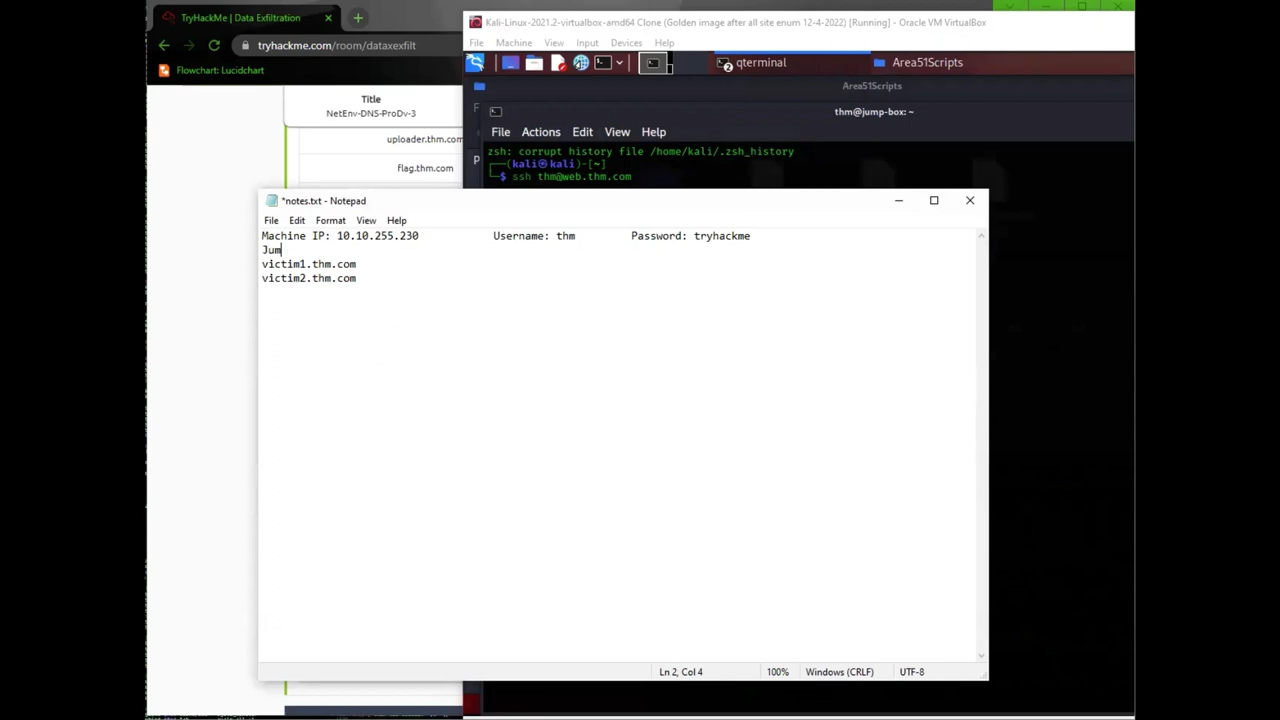 TryHackMe | Data Exfiltration
tryhackme.com/room/dataxexfilt
Flowchart: Lucidchart
Title
NetEnv-DNS-ProDv-3
uploader.thm.com
flag.thm.com
Kali-Linux-2021.2-virtualbox-amd64 Clone (Golden image after all site enum 12-4-2022) [Running] - Oracle VM VirtualBox
File Machine View Input Devices Help
2 qterminal Area51Scripts
Area51Scripts
thm@jump-box: ~
File Actions Edit View Help
zsh: corrupt history file /home/kali/.zsh_history
(kali㉿kali)-[~]
$ ssh thm@web.thm.com
*notes.txt - Notepad
File Edit Format View Help
Machine IP: 10.10.255.230 Username: thm Password: tryhackme
Jum
victim1.thm.com
victim2.thm.com
Ln 2, Col 4 100% Windows (CRLF) UTF-8